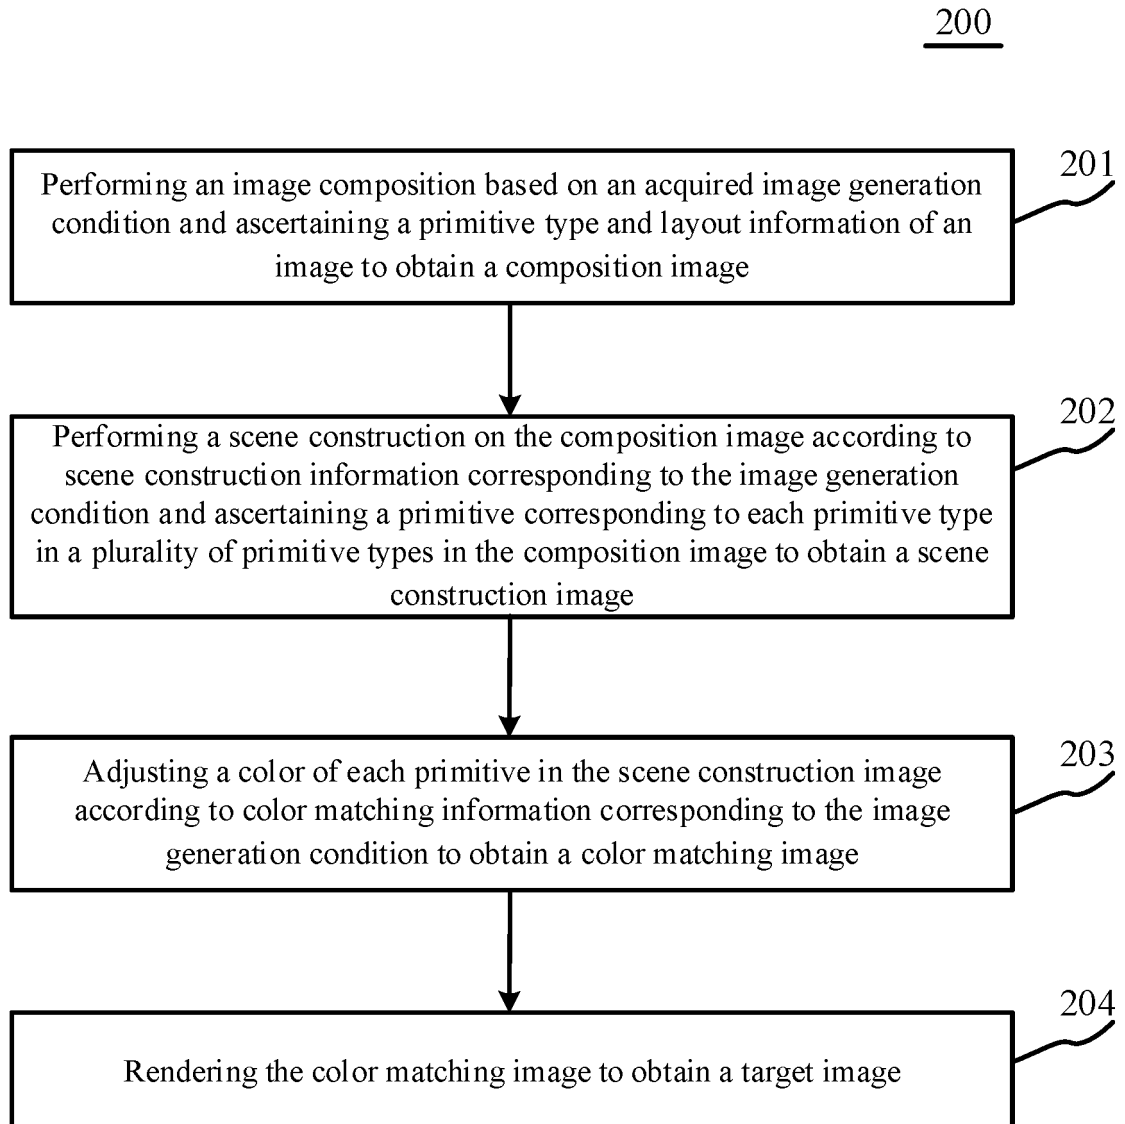 200
201
Performing an image composition based on an acquired image generation
condition and ascertaining a primitive type and layout information of an
image to obtain a composition image
202
Performing a scene construction on the composition image according to
scene construction information corresponding to the image generation
condition and ascertaining a primitive corresponding to each primitive type
in a plurality of primitive types in the composition image to obtain a scene
construction image
203
Adjusting a color of each primitive in the scene construction image
according to color matching information corresponding to the image
generation condition to obtain a color matching image
204
Rendering the color matching image to obtain a target image